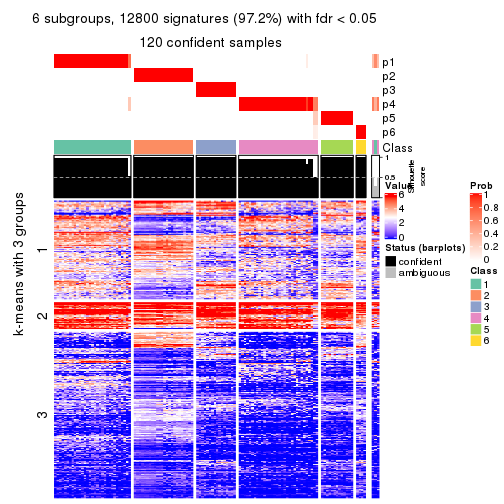 6 subgroups, 12800 signatures (97.2%) with fdr < 0.05
120 confident samples
p1
p2
p3
p4
p5
p6
Class
1
0.5
0
Silhouette
score
k-means with 3 groups
1
2
3
Value
6
4
2
0
Status (barplots)
confident
ambiguous
Prob
1
0.8
0.6
0.4
0.2
0
Class
1
2
3
4
5
6